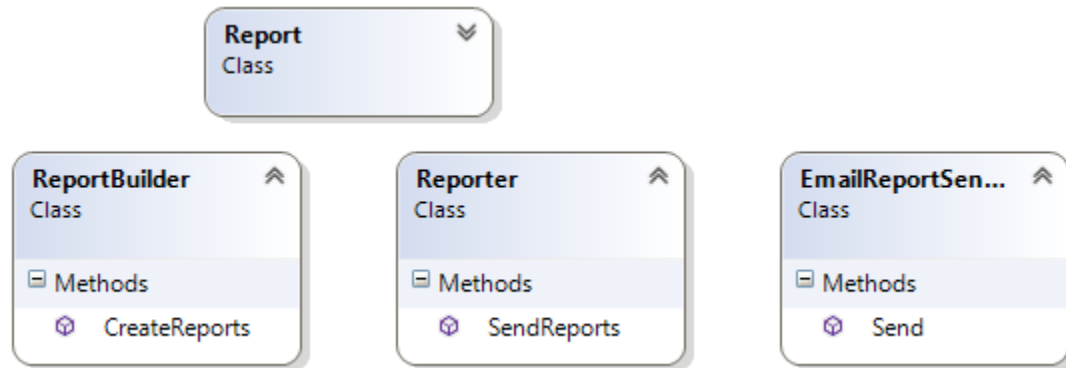 Report
Class
ReportBuilder
Class
Methods
CreateReports
Reporter
Class
Methods
SendReports
EmailReportSen...
Class
Methods
Send